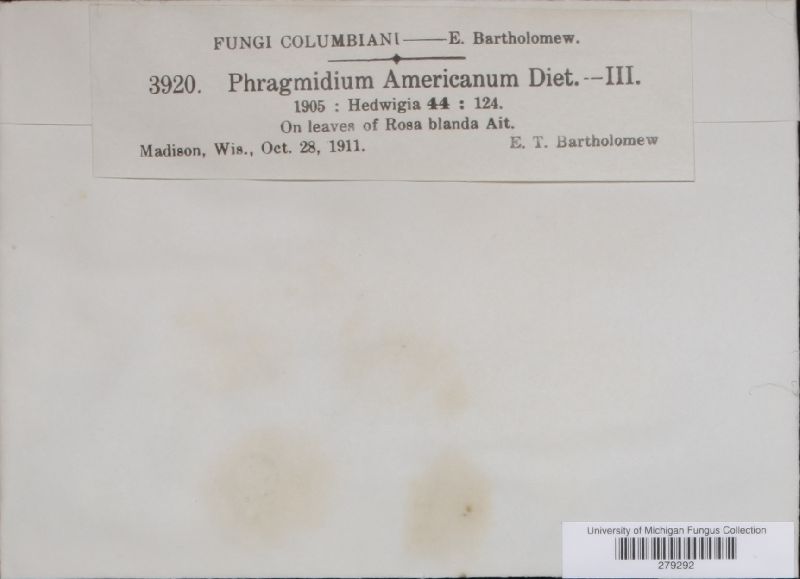 FUNGI COLUMBIANI——E. Bartholomew.
3920. Phragmidium Americanum Diet.—III.
1905 : Hedwigia 44 : 124.
On leaves of Rosa blanda Ait.
Madison, Wis., Oct. 28, 1911. E. T. Bartholomew
University of Michigan Fungus Collection
279292